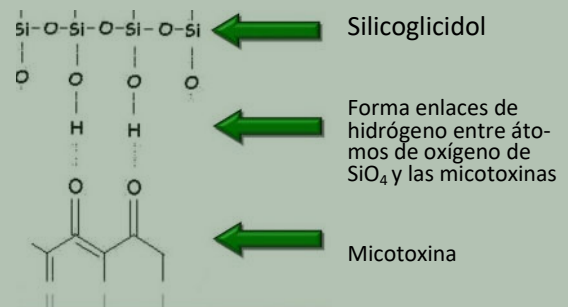 Si-O-Si-O-Si-O-Si
O O O O
H H
O O
Silicoglicidol
Forma enlaces de
hidrógeno entre áto-
mos de oxígeno de
SiO₄ y las micotoxinas
Micotoxina